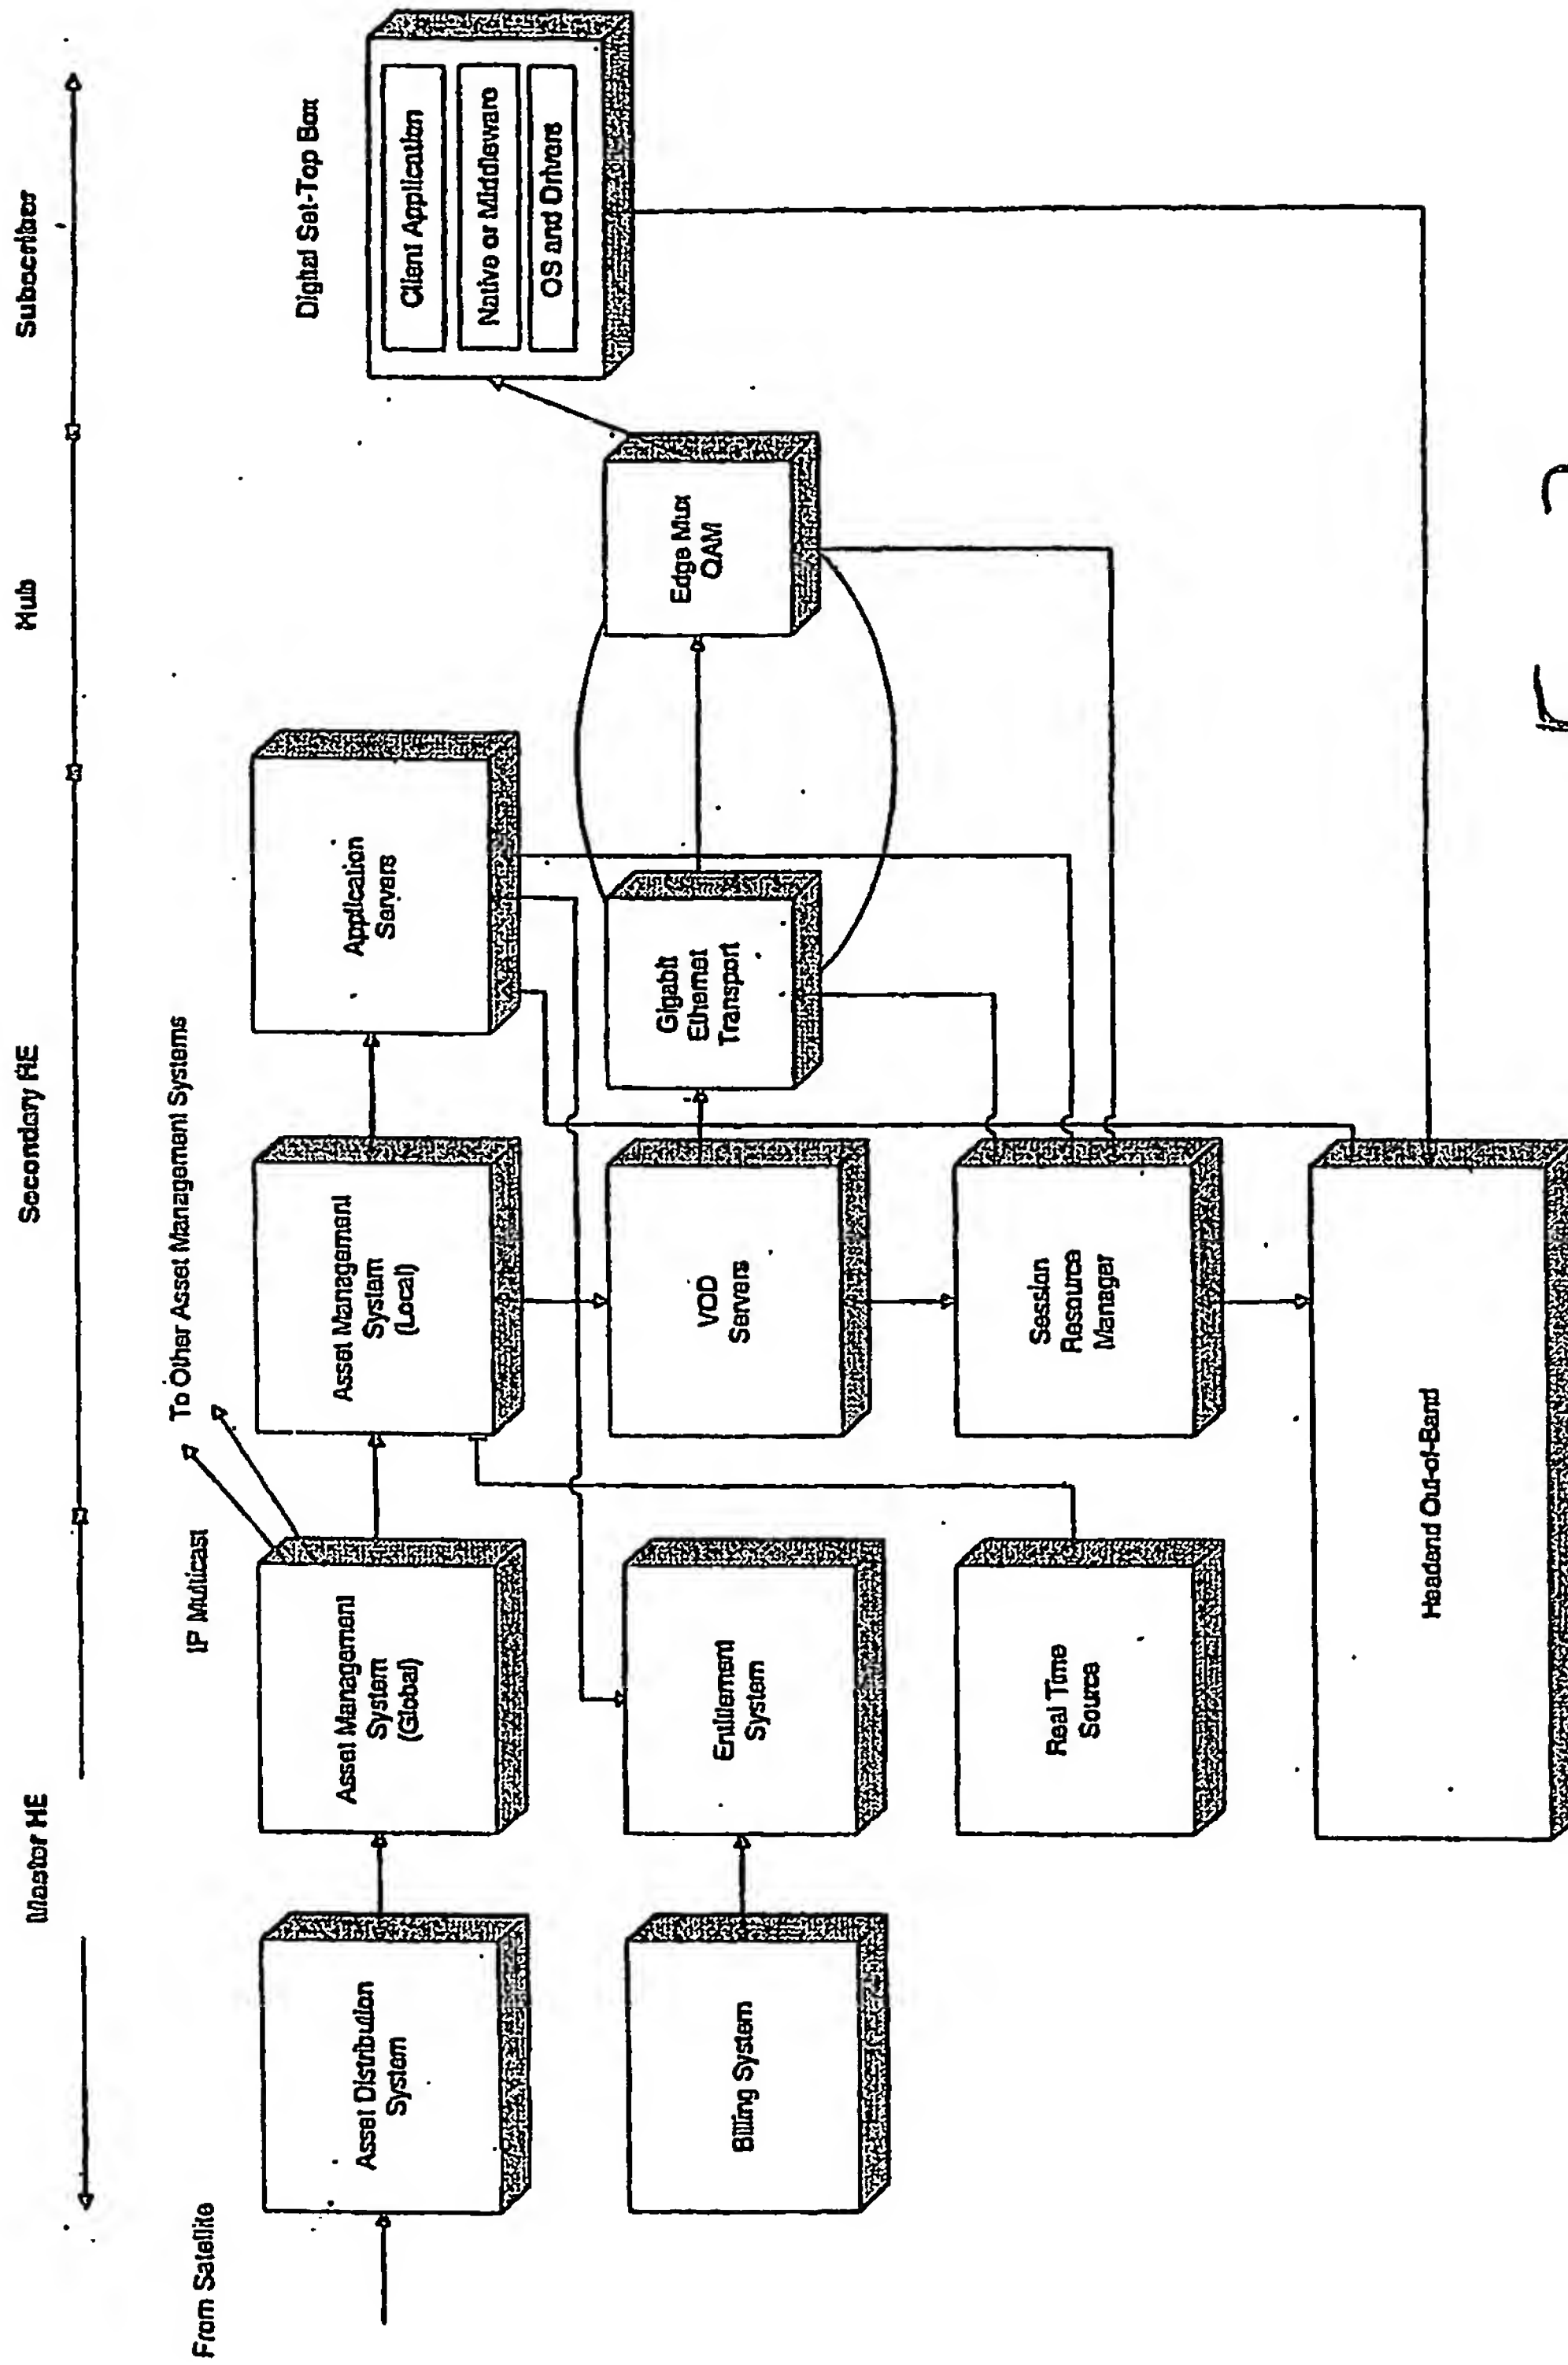 Master HE
Secondary HE
Hub
Subscriber
From Satellite
IP Multicast
To Other Asset Management Systems
Digital Set-Top Box
Asset Distribution
System
Asset Management
System
(Global)
Asset Management
System
(Local)
Application
Servers
Client Application
Native or Middleware
OS and Drivers
Billing System
Entitlement
System
VOD
Servers
Gigabit
Ethernet
Transport
Edge Mux
QAM
Real Time
Source
Session
Resource
Manager
Headend Out-of-Band